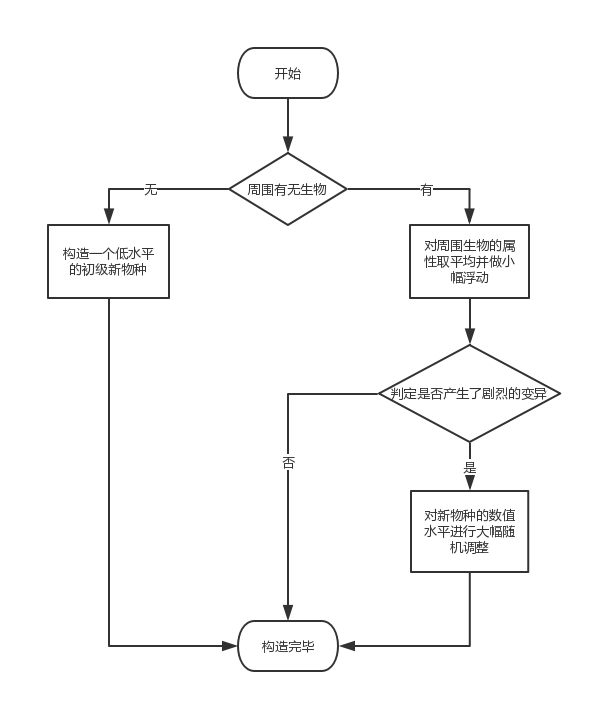 开始
周围有无生物
无
有
构造一个低水平
的初级新物种
对周围生物的属
性取平均并做小
幅浮动
判定是否产生了剧烈的变异
否
是
对新物种的数值
水平进行大幅随
机调整
构造完毕